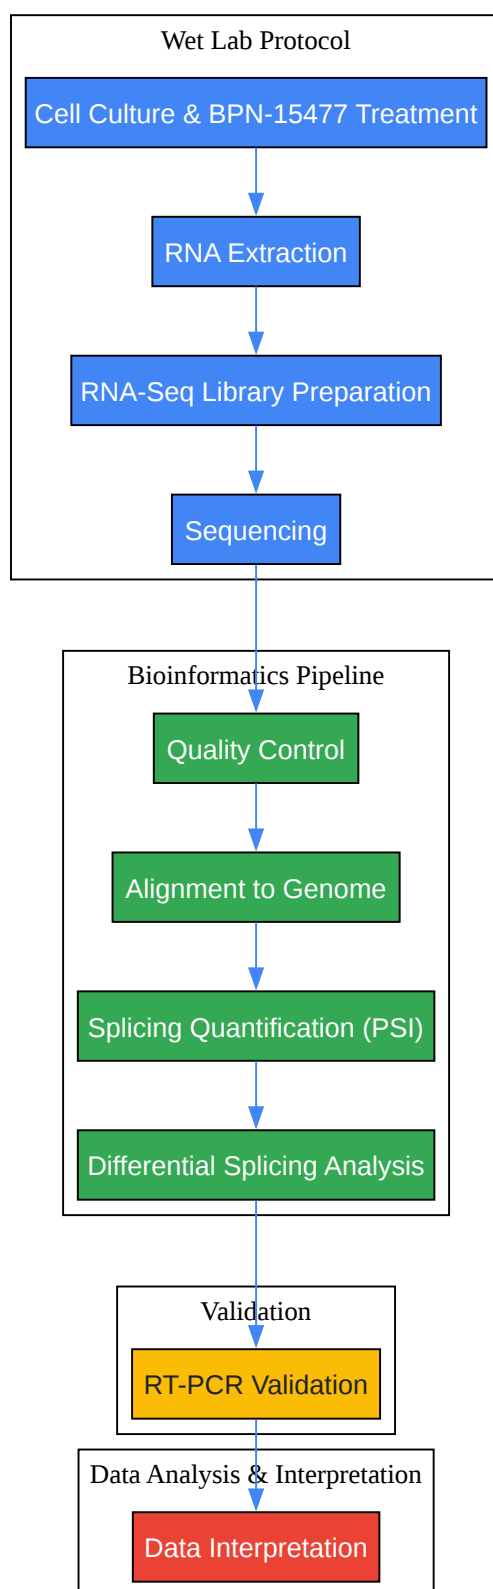 Wet Lab Protocol
Cell Culture & BPN-15477 Treatment
RNA Extraction
RNA-Seq Library Preparation
Sequencing
Bioinformatics Pipeline
Quality Control
Alignment to Genome
Splicing Quantification (PSI)
Differential Splicing Analysis
Validation
RT-PCR Validation
Data Analysis & Interpretation
Data Interpretation